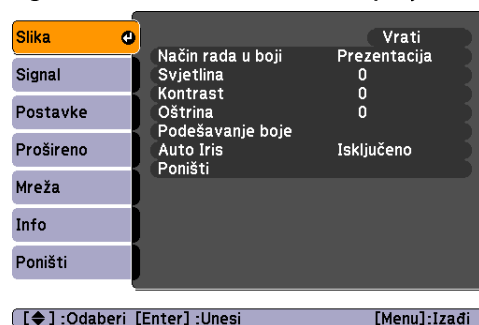 Slika
Signal
Postavke
Prošireno
Mreža
Info
Poništi
Vrati
Način rada u boji Prezentacija
Svjetlina 0
Kontrast 0
Oštrina 0
Podešavanje boje
Auto Iris Isključeno
Poništi
[ ] :Odaberi [Enter] :Unesi [Menu]:Izađi